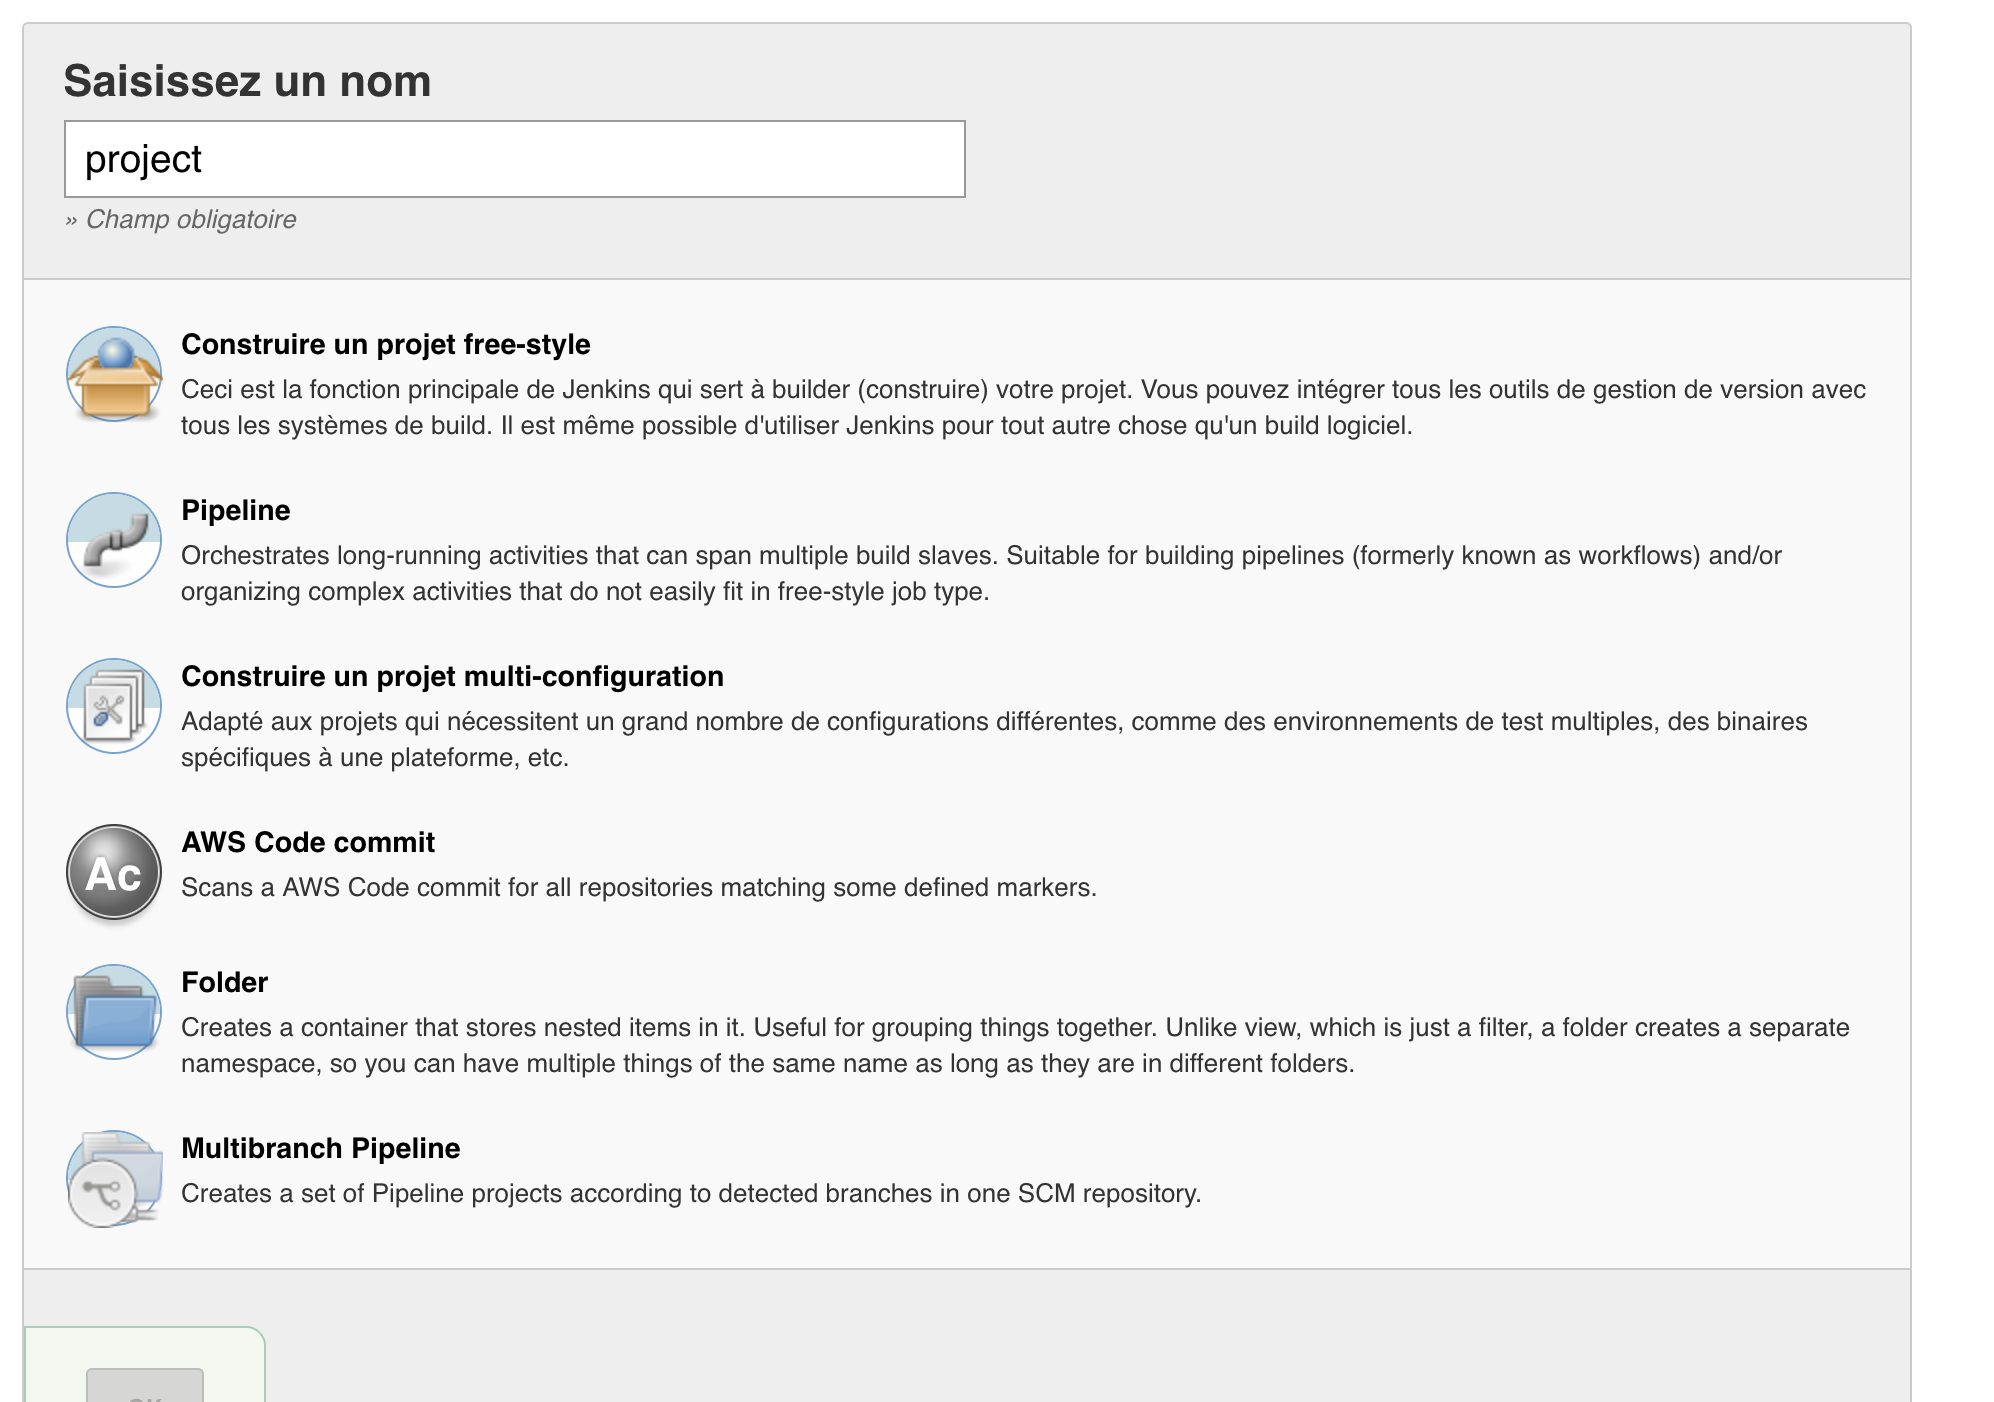 Saisissez un nom
project
» Champ obligatoire
Construire un projet free-style
Ceci est la fonction principale de Jenkins qui sert à builder (construire) votre projet. Vous pouvez intégrer tous les outils de gestion de version avec
tous les systèmes de build. Il est même possible d'utiliser Jenkins pour tout autre chose qu'un build logiciel.
Pipeline
Orchestrates long-running activities that can span multiple build slaves. Suitable for building pipelines (formerly known as workflows) and/or
organizing complex activities that do not easily fit in free-style job type.
Construire un projet multi-configuration
Adapté aux projets qui nécessitent un grand nombre de configurations différentes, comme des environnements de test multiples, des binaires
spécifiques à une plateforme, etc.
Ac
AWS Code commit
Scans a AWS Code commit for all repositories matching some defined markers.
Folder
Creates a container that stores nested items in it. Useful for grouping things together. Unlike view, which is just a filter, a folder creates a separate
namespace, so you can have multiple things of the same name as long as they are in different folders.
Multibranch Pipeline
Creates a set of Pipeline projects according to detected branches in one SCM repository.